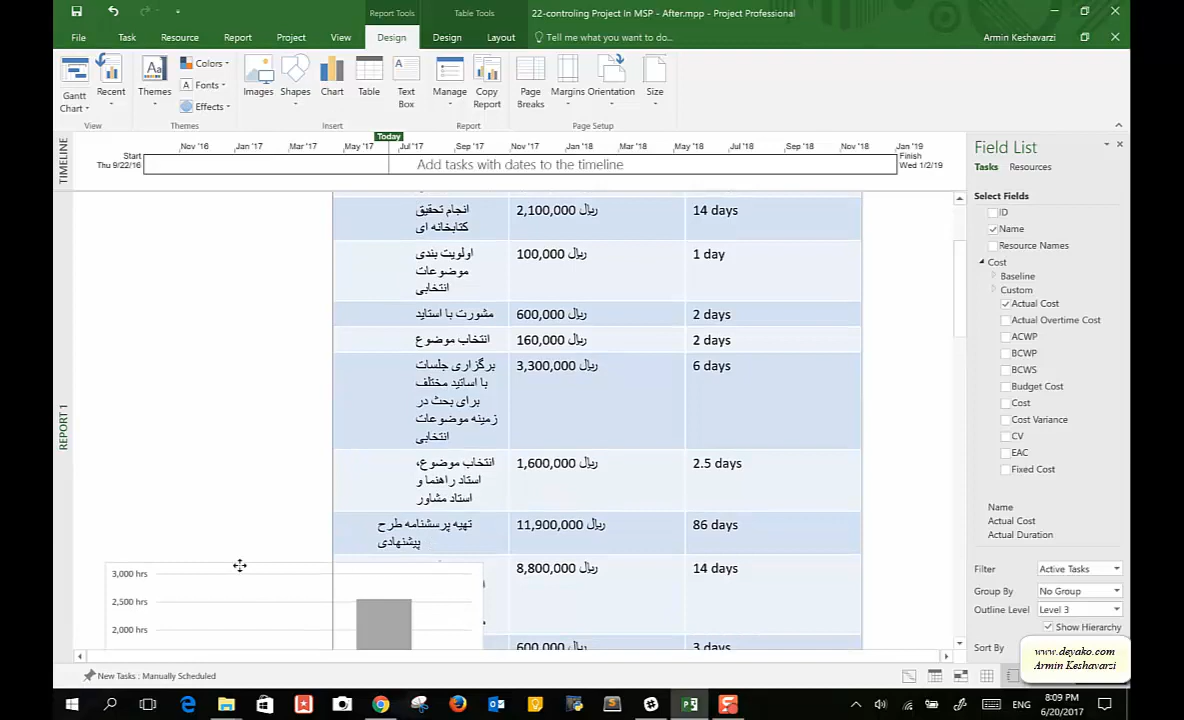 Report Tools
Table Tools
22-controling Project In MSP - After.mpp - Project Professional
File
Task
Resource
Report
Project
View
Design
Design
Layout
Tell me what you want to do...
Armin Keshavarzi
Gantt Chart
Recent
Themes
Colors
Fonts
Effects
Images
Shapes
Chart
Table
Text Box
Manage
Copy Report
Page Breaks
Margins
Orientation
Size
View
Themes
Insert
Report
Page Setup
Today
TIMELINE
Nov '16
Jan '17
Mar '17
May '17
Jul '17
Sep '17
Nov '17
Jan '18
Mar '18
May '18
Jul '18
Sep '18
Nov '18
Jan '19
Start
Thu 9/22/16
Add tasks with dates to the timeline
Finish
Wed 1/2/19
REPORT 1
انجام تحقیق
کتابخانه ای
2,100,000 ریال
14 days
اولویت بندی
موضوعات
انتخابی
100,000 ریال
1 day
مشورت با اساتید
600,000 ریال
2 days
انتخاب موضوع
160,000 ریال
2 days
برگزاری جلسات
با اساتید مختلف
برای بحث در
زمینه موضوعات
انتخابی
3,300,000 ریال
6 days
انتخاب موضوع،
استاد راهنما و
استاد مشاور
1,600,000 ریال
2.5 days
تهیه پرسشنامه طرح
پیشنهادی
11,900,000 ریال
86 days
8,800,000 ریال
14 days
600,000 ریال
3 days
3,000 hrs
2,500 hrs
2,000 hrs
Field List
Tasks
Resources
Select Fields
ID
Name
Resource Names
Cost
Baseline
Custom
Actual Cost
Actual Overtime Cost
ACWP
BCWP
BCWS
Budget Cost
Cost
Cost Variance
CV
EAC
Fixed Cost
Name
Actual Cost
Actual Duration
Filter
Active Tasks
Group By
No Group
Outline Level
Level 3
Show Hierarchy
Sort By
www.deyako.com
Armin Keshavarzi
New Tasks : Manually Scheduled
ENG
8:09 PM
6/20/2017